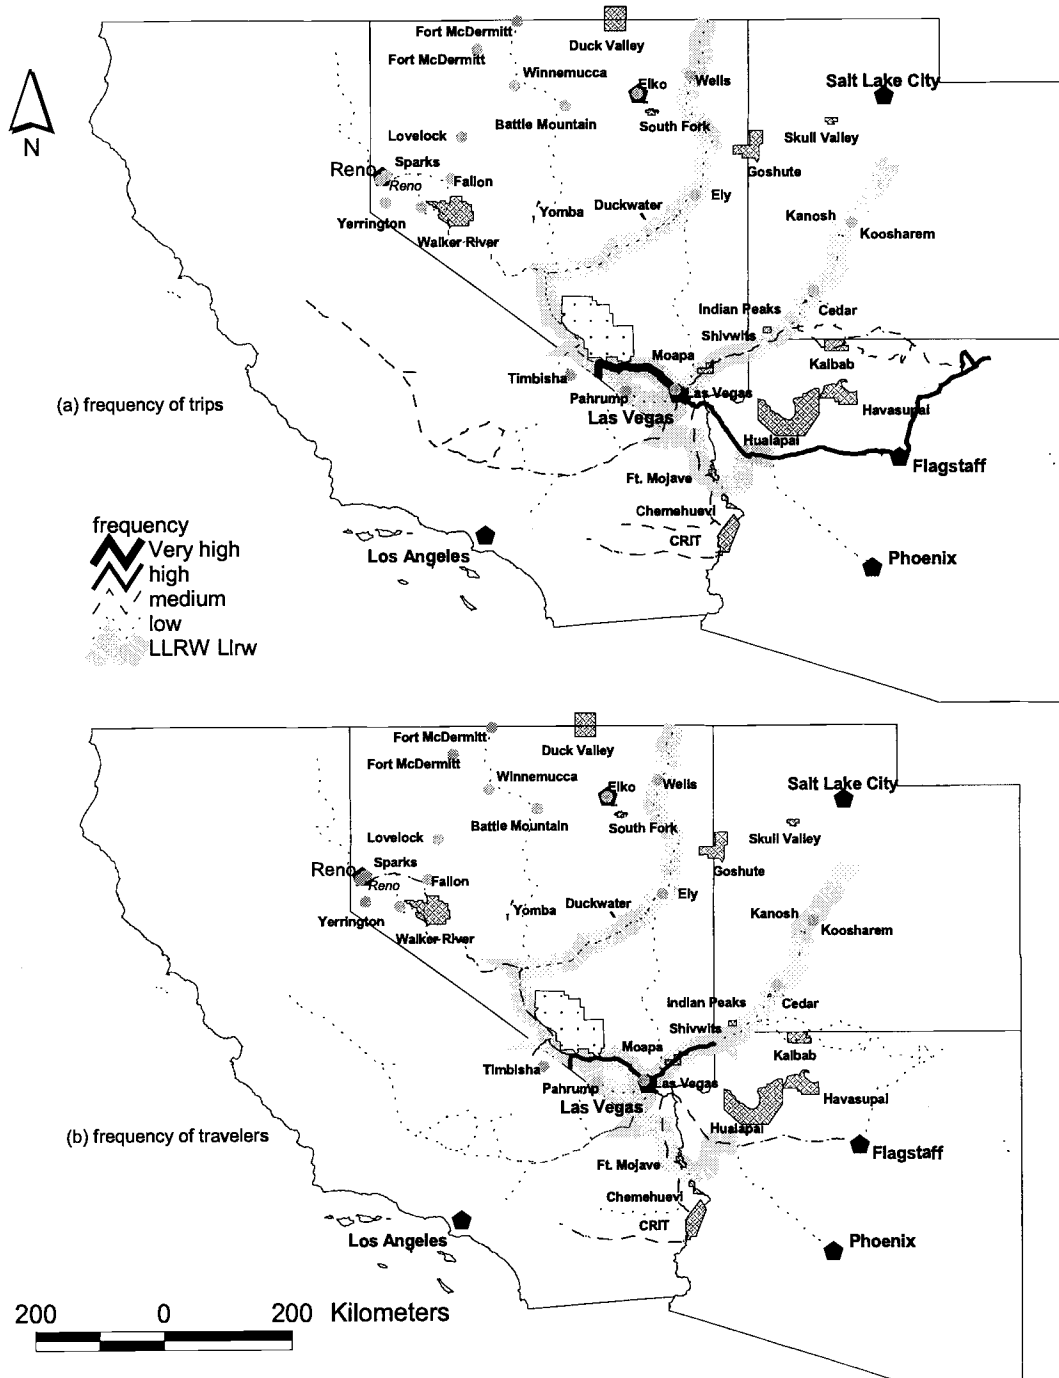 Fort McDermitt
Duck Valley
Fort McDermitt
Winnemucca
Elko
Wells
Salt Lake City
N
Battle Mountain
South Fork
Skull Valley
Lovelock
Sparks
Goshute
Reno
Reno
Fallon
Ely
Yomba
Duckwater
Kanosh
Yerrington
Koosharem
Walker River
Indian Peaks
Cedar
Shivwits
Moapa
Kaibab
Timbisha
Pahrump
Las Vegas
Havasupai
(a) frequency of trips
Las Vegas
Hualapai
Flagstaff
Ft. Mojave
Chemehuevi
frequency
CRIT
Very high
Los Angeles
Phoenix
high
medium
low
LLRW Llrw
Fort McDermitt
Duck Valley
Fort McDermitt
Winnemucca
Elko
Wells
Salt Lake City
Battle Mountain
South Fork
Skull Valley
Lovelock
Sparks
Goshute
Reno
Reno
Fallon
Ely
Yomba
Duckwater
Kanosh
Yerrington
Koosharem
Walker River
Indian Peaks
Cedar
Shivwits
Moapa
Kaibab
Timbisha
Pahrump
Las Vegas
Havasupai
Las Vegas
(b) frequency of travelers
Hualapai
Flagstaff
Ft. Mojave
Chemehuevi
CRIT
Los Angeles
Phoenix
200 0 200 Kilometers